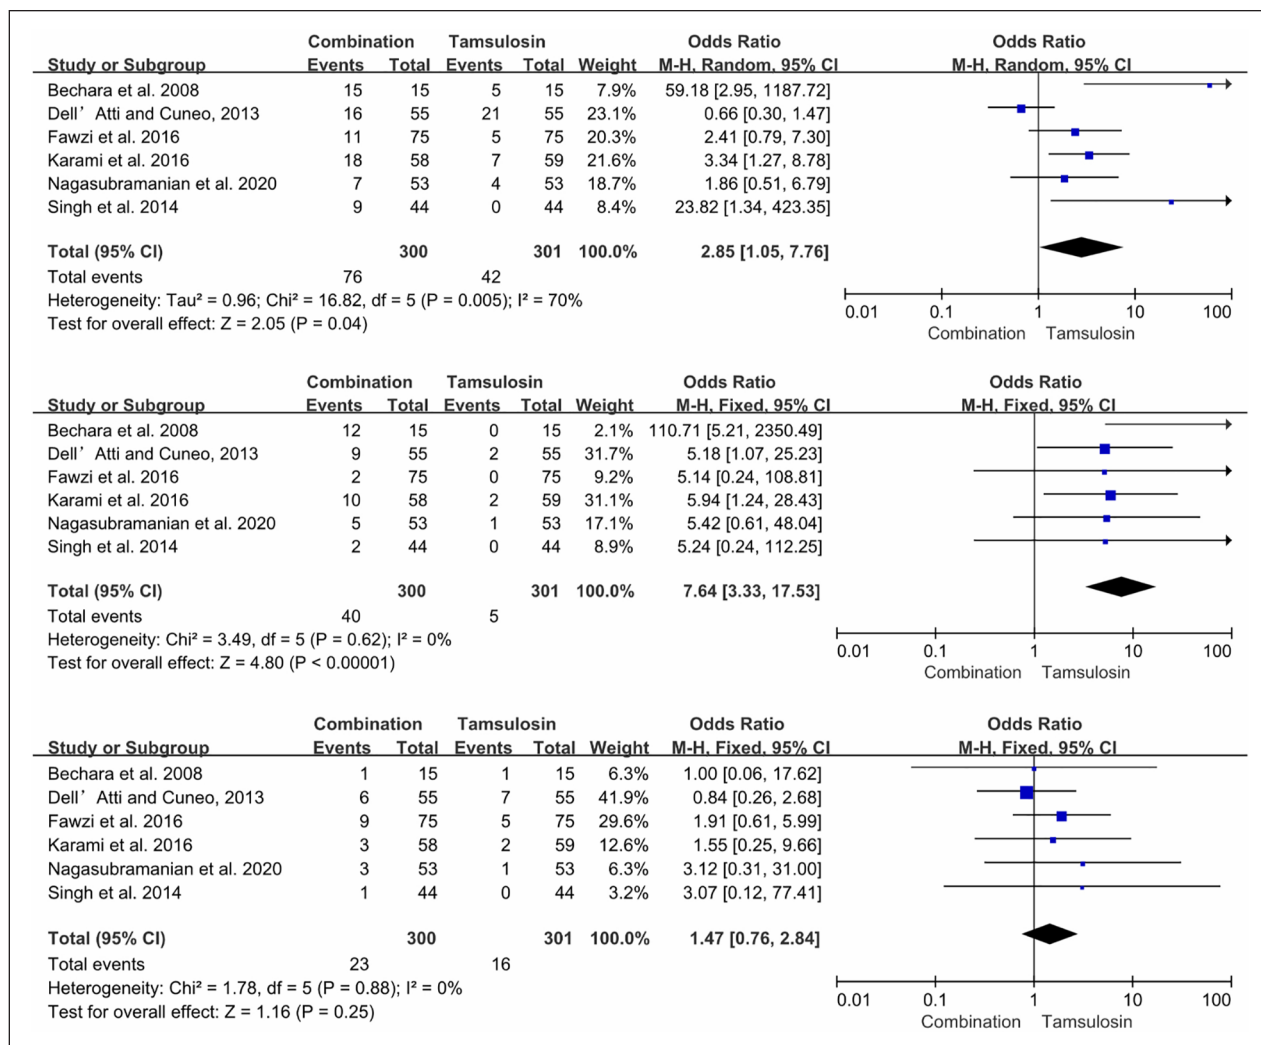 Combination Tamsulosin Odds Ratio Odds Ratio
Study or Subgroup Events Total Events Total Weight M-H, Random, 95% CI M-H, Random, 95% CI
Bechara et al. 2008 15 15 5 15 7.9% 59.18 [2.95, 1187.72]
Dell’ Atti and Cuneo, 2013 16 55 21 55 23.1% 0.66 [0.30, 1.47]
Fawzi et al. 2016 11 75 5 75 20.3% 2.41 [0.79, 7.30]
Karami et al. 2016 18 58 7 59 21.6% 3.34 [1.27, 8.78]
Nagasubramanian et al. 2020 7 53 4 53 18.7% 1.86 [0.51, 6.79]
Singh et al. 2014 9 44 0 44 8.4% 23.82 [1.34, 423.35]
Total (95% CI) 300 301 100.0% 2.85 [1.05, 7.76]
Total events 76 42
Heterogeneity: Tau² = 0.96; Chi² = 16.82, df = 5 (P = 0.005); I² = 70%
Test for overall effect: Z = 2.05 (P = 0.04)
0.01 0.1 1 10 100
Combination Tamsulosin
Combination Tamsulosin Odds Ratio Odds Ratio
Study or Subgroup Events Total Events Total Weight M-H, Fixed, 95% CI M-H, Fixed, 95% CI
Bechara et al. 2008 12 15 0 15 2.1% 110.71 [5.21, 2350.49]
Dell’ Atti and Cuneo, 2013 9 55 2 55 31.7% 5.18 [1.07, 25.23]
Fawzi et al. 2016 2 75 0 75 9.2% 5.14 [0.24, 108.81]
Karami et al. 2016 10 58 2 59 31.1% 5.94 [1.24, 28.43]
Nagasubramanian et al. 2020 5 53 1 53 17.1% 5.42 [0.61, 48.04]
Singh et al. 2014 2 44 0 44 8.9% 5.24 [0.24, 112.25]
Total (95% CI) 300 301 100.0% 7.64 [3.33, 17.53]
Total events 40 5
Heterogeneity: Chi² = 3.49, df = 5 (P = 0.62); I² = 0%
Test for overall effect: Z = 4.80 (P < 0.00001)
0.01 0.1 1 10 100
Combination Tamsulosin
Combination Tamsulosin Odds Ratio Odds Ratio
Study or Subgroup Events Total Events Total Weight M-H, Fixed, 95% CI M-H, Fixed, 95% CI
Bechara et al. 2008 1 15 1 15 6.3% 1.00 [0.06, 17.62]
Dell’ Atti and Cuneo, 2013 6 55 7 55 41.9% 0.84 [0.26, 2.68]
Fawzi et al. 2016 9 75 5 75 29.6% 1.91 [0.61, 5.99]
Karami et al. 2016 3 58 2 59 12.6% 1.55 [0.25, 9.66]
Nagasubramanian et al. 2020 3 53 1 53 6.3% 3.12 [0.31, 31.00]
Singh et al. 2014 1 44 0 44 3.2% 3.07 [0.12, 77.41]
Total (95% CI) 300 301 100.0% 1.47 [0.76, 2.84]
Total events 23 16
Heterogeneity: Chi² = 1.78, df = 5 (P = 0.88); I² = 0%
Test for overall effect: Z = 1.16 (P = 0.25)
0.01 0.1 1 10 100
Combination Tamsulosin